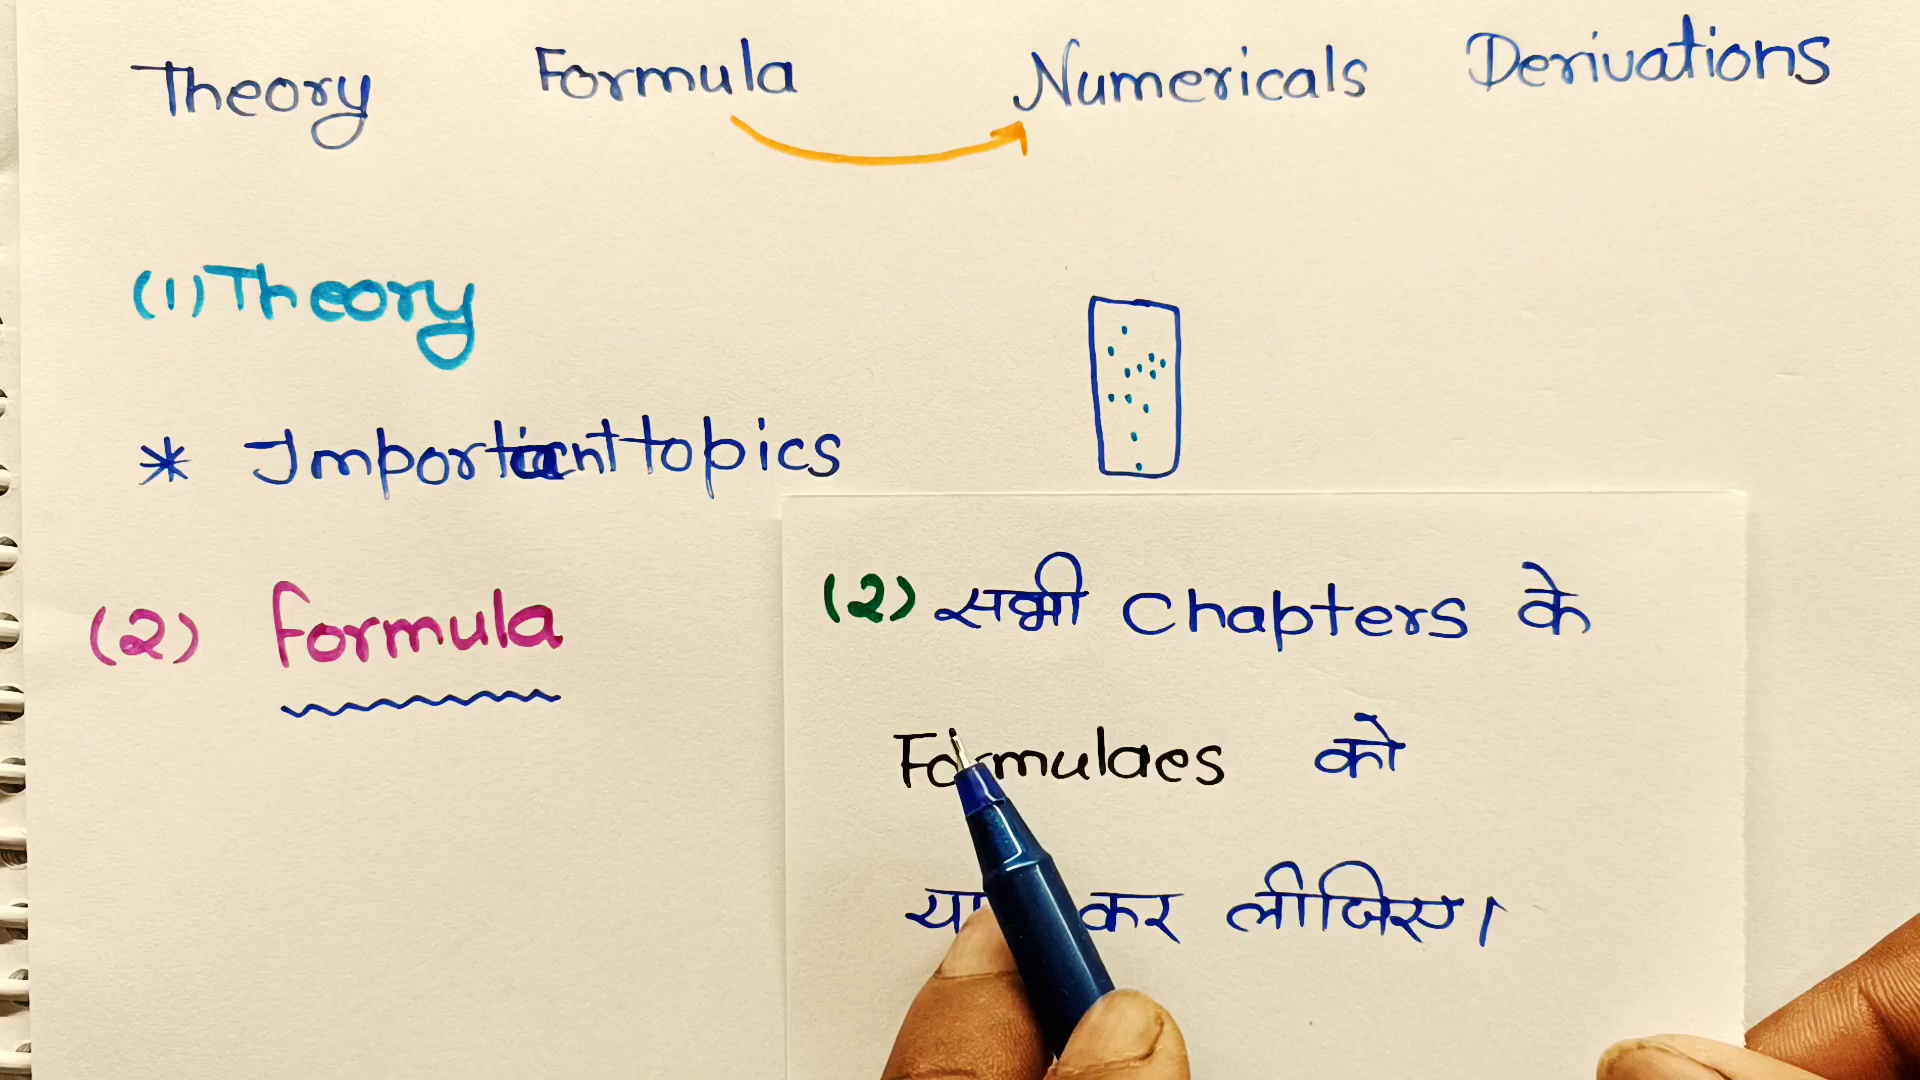 Theory Formula Numericals Derivations
(1) Theory
* Important topics
(2) formula
(2) सभी Chapters के
Formulaes को
कर लीजिए।